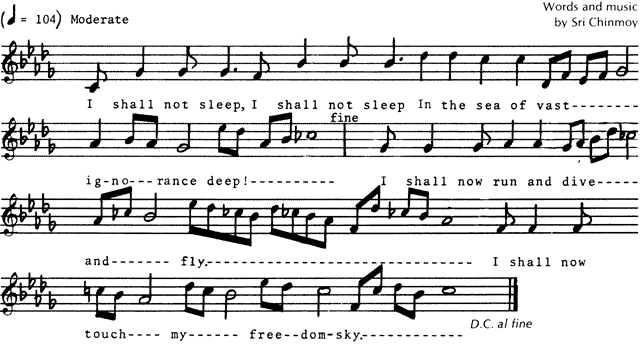 (♩ = 104) Moderate
Words and music
by Sri Chinmoy
I shall not sleep, I shall not sleep In the sea of vast---------
fine
ig-no--rance deep!----------- I shall now run and dive-----
and------- fly.------------------------------- I shall now
touch---- my------ free--dom-sky.-------------
D.C. al fine